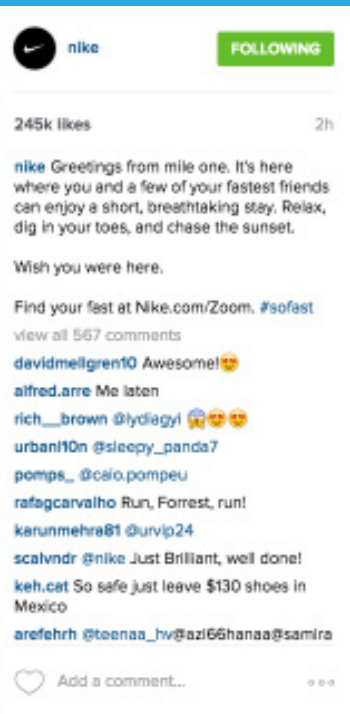 nike
FOLLOWING
245k likes
2h
nike Greetings from mile one. It's here
where you and a few of your fastest friends
can enjoy a short, breathtaking stay. Relax,
dig in your toes, and chase the sunset.
Wish you were here.
Find your fast at Nike.com/Zoom. #sofast
view all 567 comments
davidmellgren10 Awesome!😍
alfred.arre Me laten
rich__brown @lydiagyi 😱😍😍
urbanl10n @sleepy_panda7
pomps_ @caio.pompeu
rafagcarvalho Run, Forrest, run!
karunmehra81 @urvip24
scalvndr @nike Just Brilliant, well done!
keh.cat So safe just leave $130 shoes in
Mexico
arefehrh @teenaa_hv@azi66hanaa@samira
Add a comment...